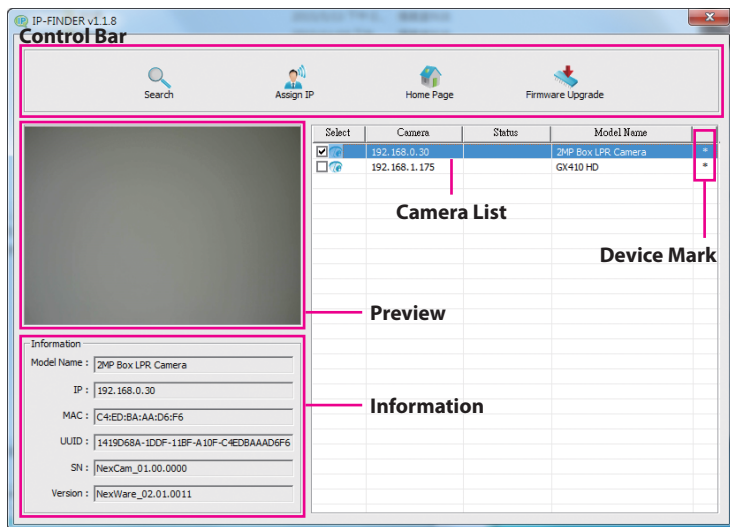 IP-FINDER v1.1.8
Control Bar
Search
Assign IP
Home Page
Firmware Upgrade
Select Camera Status Model Name
192.168.0.30 2MP Box LPR Camera *
192.168.1.175 GX410 HD *
Camera List
Device Mark
Preview
Information
Model Name : 2MP Box LPR Camera
IP : 192.168.0.30
MAC : C4:ED:BA:AA:D6:F6
UUID : 1419D68A-1DDF-11BF-A10F-C4EDBAAAD6F6
SN : NexCam_01.00.0000
Version : NexWare_02.01.0011
Information